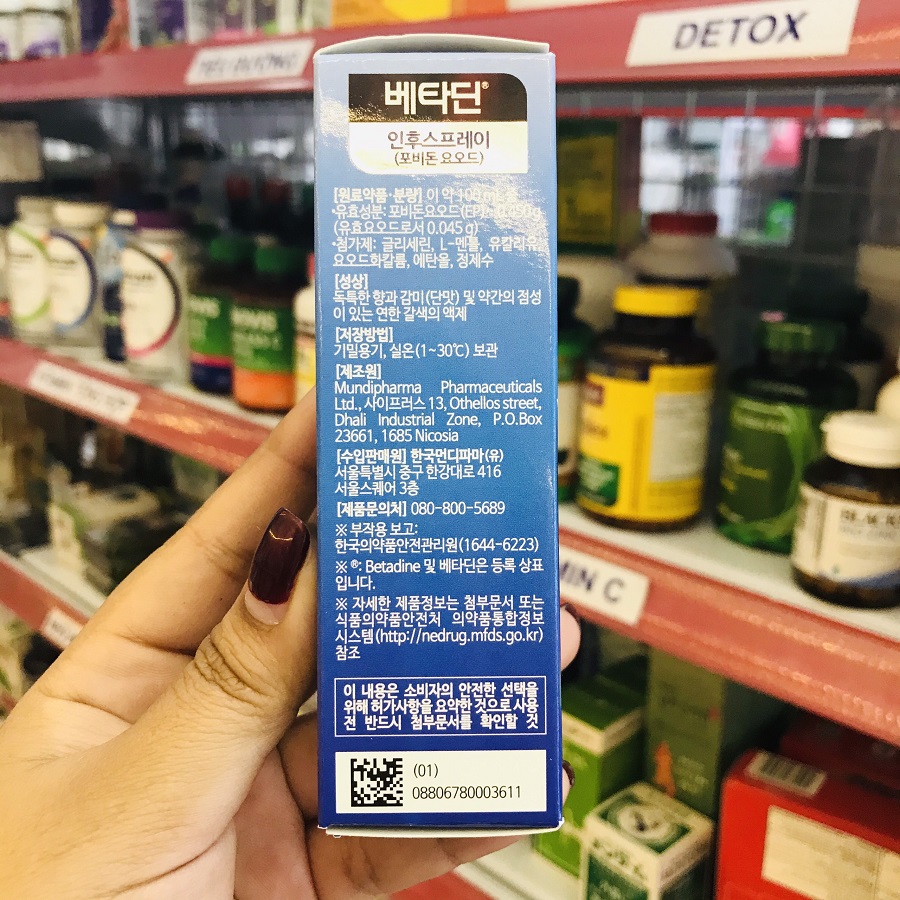 DETOX
베타딘®
인후스프레이
(포비돈 요오드)
[원료약품·분량] 이 약 100 mL 중
·유효성분: 포비돈요오드(EP) 0.450 g
(유효요오드로서 0.045 g)
·첨가제: 글리세린, L-멘톨, 유칼립유,
요오드화칼륨, 에탄올, 정제수
[성상]
독특한 향과 감미(단맛) 및 약간의 점성
이 있는 연한 갈색의 액제
[저장방법]
기밀용기, 실온(1~30℃) 보관
[제조원]
Mundipharma Pharmaceuticals
Ltd., 사이프러스 13, Othellos street,
Dhali Industrial Zone, P.O.Box
23661, 1685 Nicosia
[수입판매원] 한국먼디파마(유)
서울특별시 중구 한강대로 416
서울스퀘어 3층
[제품문의처] 080-800-5689
※ 부작용 보고:
한국의약품안전관리원(1644-6223)
※ ®: Betadine 및 베타딘은 등록 상표
입니다.
※ 자세한 제품정보는 첨부문서 또는
식품의약품안전처 의약품통합정보
시스템(http://nedrug.mfds.go.kr)
참조
이 내용은 소비자의 안전한 선택을
위해 허가사항을 요약한 것으로 사용
전 반드시 첨부문서를 확인할 것
(01)
08806780003611
MIN C